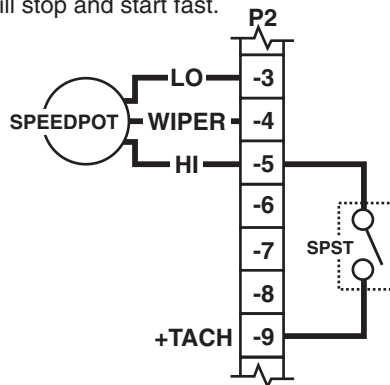 ill stop and start fast.
P2
LO -3
SPEEDPOT WIPER -4
HI -5
-6
-7
SPST
-8
+TACH -9